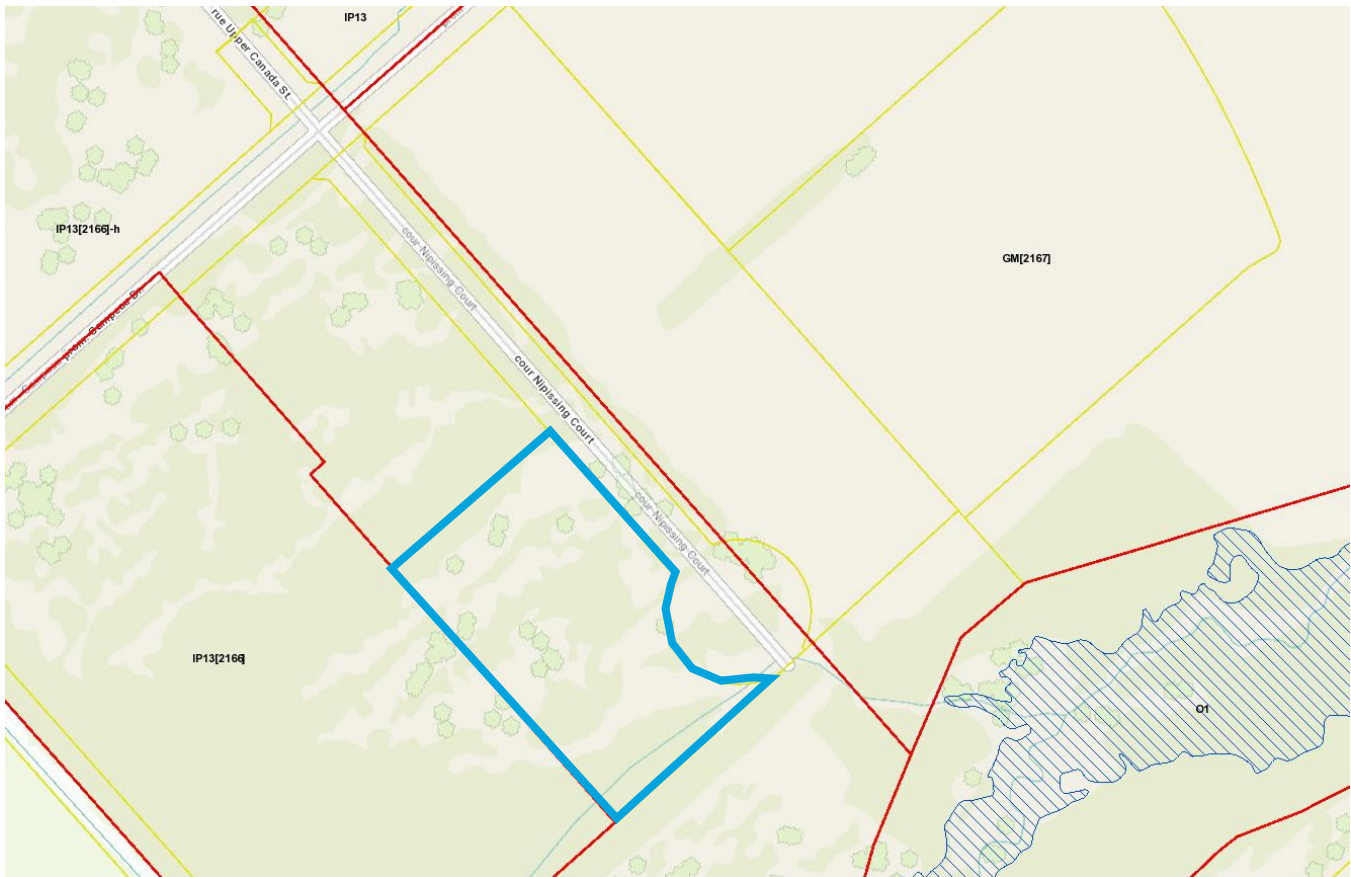 IP13
rue Upper Canada St.
IP13[2166]-h
cour Nipissing Court
GM[2167]
prom. Campeau Dr.
cour Nipissing Court
cour Nipissing Court
IP13[2166]
O1